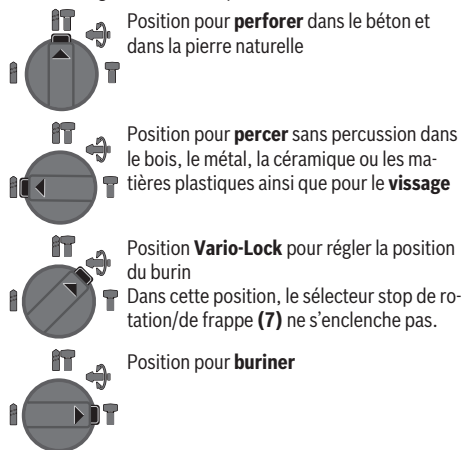 Position pour perforer dans le béton et
dans la pierre naturelle
Position pour percer sans percussion dans
le bois, le métal, la céramique ou les ma-
tières plastiques ainsi que pour le vissage
Position Vario-Lock pour régler la position
du burin
Dans cette position, le sélecteur stop de ro-
tation/de frappe (7) ne s’enclenche pas.
Position pour buriner